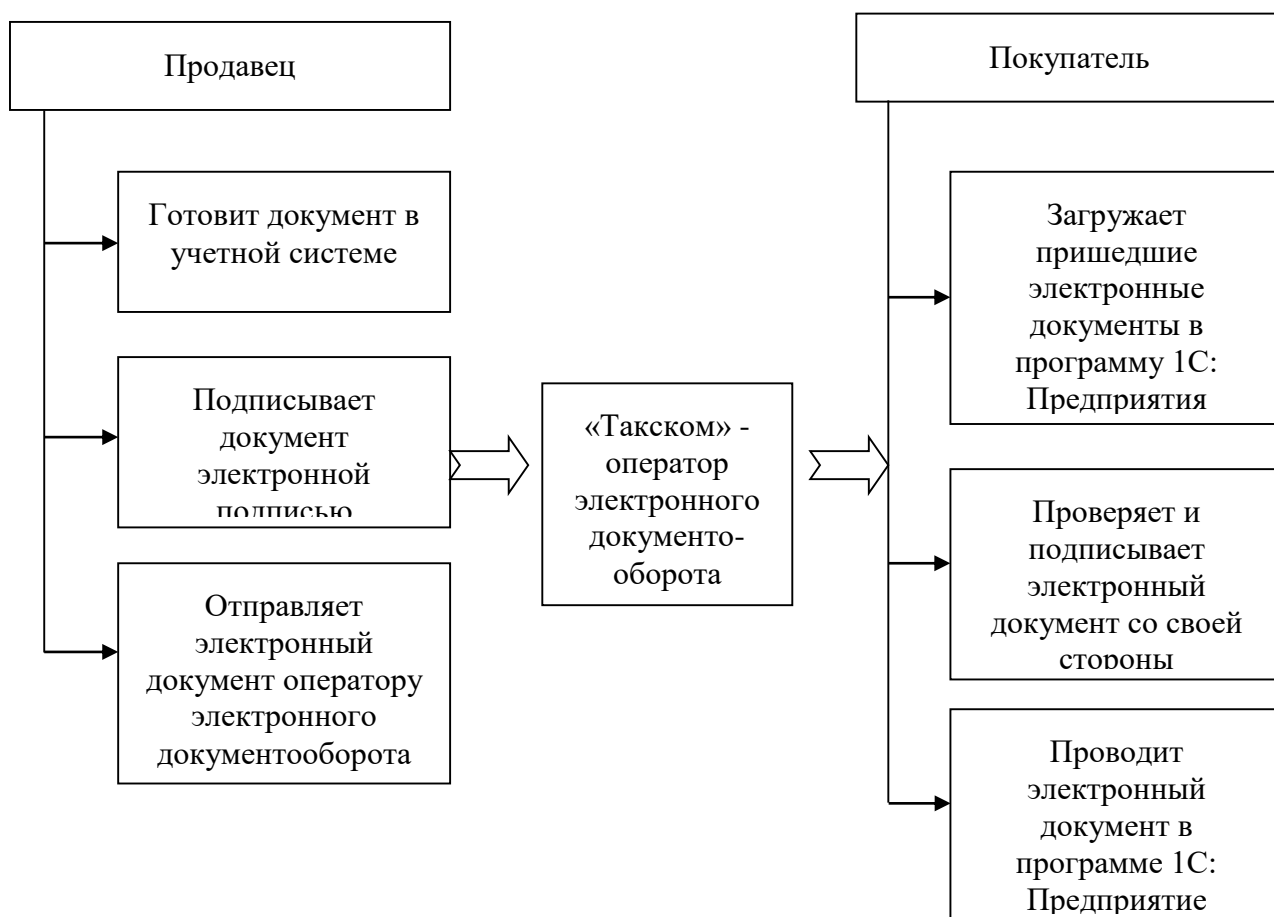 Продавец
Готовит документ в
учетной системе
Подписывает
документ
электронной
подписью
Отправляет
электронный
документ оператору
электронного
документооборота
«Такском» -
оператор
электронного
документо-
оборота
Покупатель
Загружает
пришедшие
электронные
документы в
программу 1С:
Предприятия
Проверяет и
подписывает
электронный
документ со своей
стороны
Проводит
электронный
документ в
программе 1С:
Предприятие